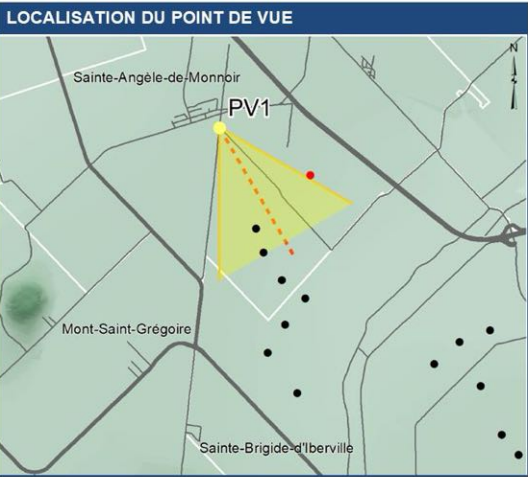 LOCALISATION DU POINT DE VUE
N
Sainte-Angèle-de-Monnoir
PV1
Mont-Saint-Grégoire
Sainte-Brigide-d'Iberville